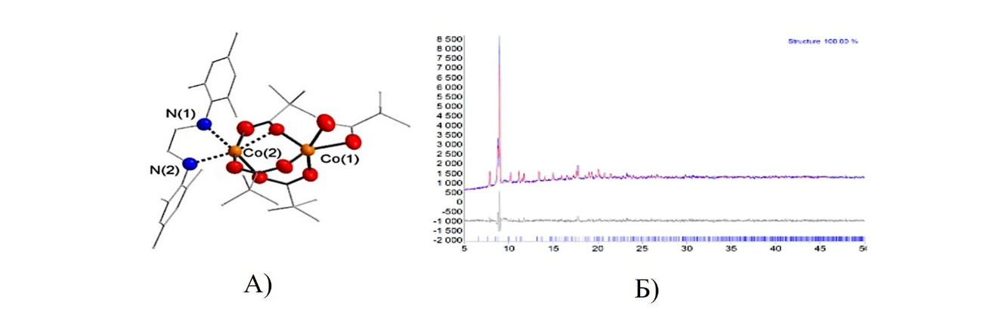 N(1)
N(2)
Co(2)
Co(1)
А)
Structure 100.00 %
8 500
8 000
7 500
7 000
6 500
6 000
5 500
5 000
4 500
4 000
3 500
3 000
2 500
2 000
1 500
1 000
500
0
-500
-1 000
-1 500
-2 000
5 10 15 20 25 30 35 40 45 50
Б)